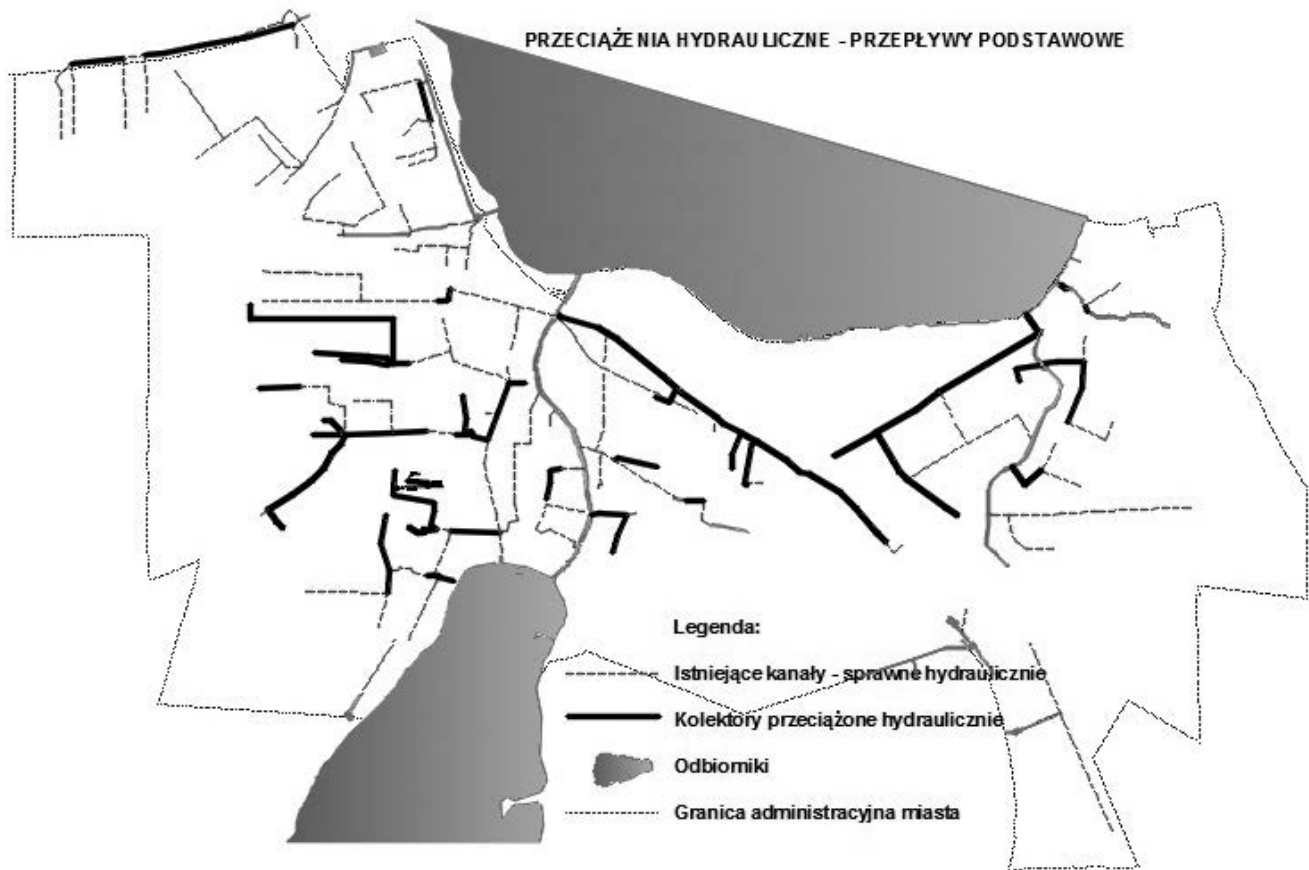 PRZECIĄŻENIA HYDRAULICZNE - PRZEPŁYWY PODSTAWOWE
Legenda:
Istniejące kanały - sprawne hydraulicznie
Kolektory przeciążone hydraulicznie
Odbiorniki
Granica administracyjna miasta